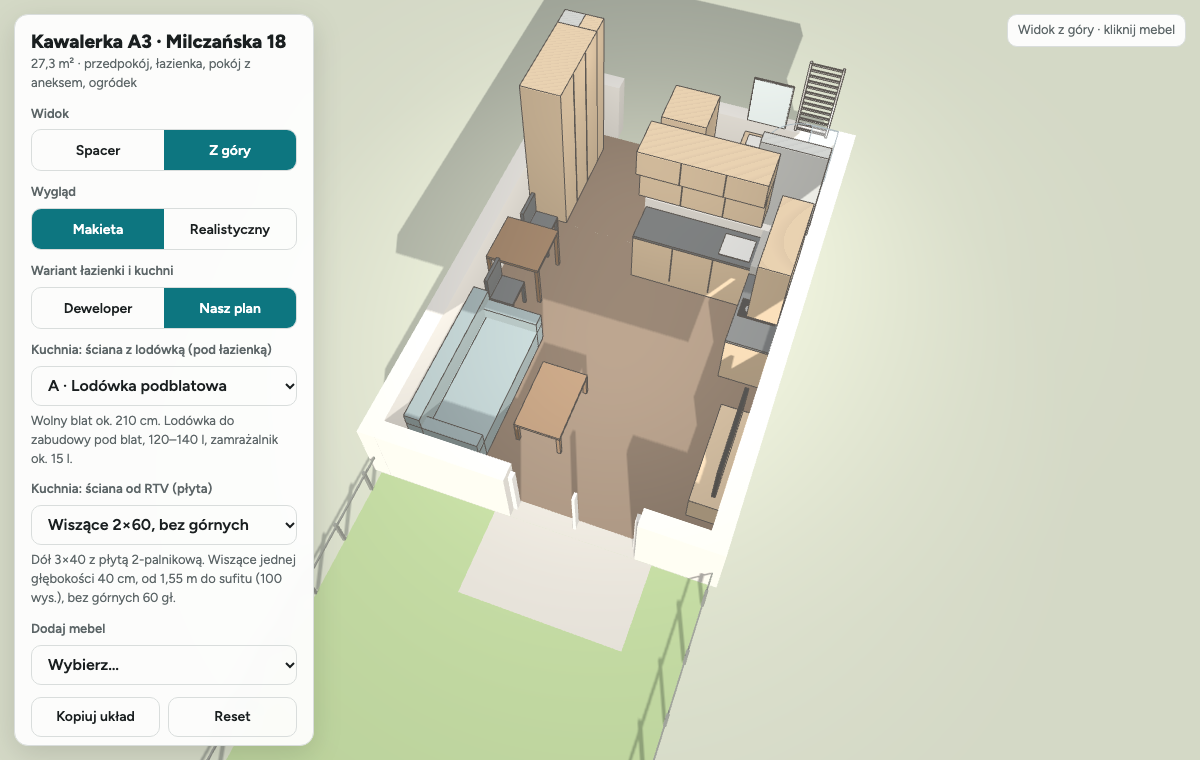 Kawalerka A3 · Milczańska 18
27,3 m² · przedpokój, łazienka, pokój z
aneksem, ogródek
Widok
Spacer
Z góry
Wygląd
Makieta
Realistyczny
Wariant łazienki i kuchni
Deweloper
Nasz plan
Kuchnia: ściana z lodówką (pod łazienką)
A · Lodówka podblatowa
Wolny blat ok. 210 cm. Lodówka do
zabudowy pod blat, 120–140 l, zamrażalnik
ok. 15 l.
Kuchnia: ściana od RTV (płyta)
Wiszące 2×60, bez górnych
Dół 3×40 z płytą 2-palnikową. Wiszące jednej
głębokości 40 cm, od 1,55 m do sufitu (100
wys.), bez górnych 60 gł.
Dodaj mebel
Wybierz...
Kopiuj układ
Reset
Widok z góry · kliknij mebel